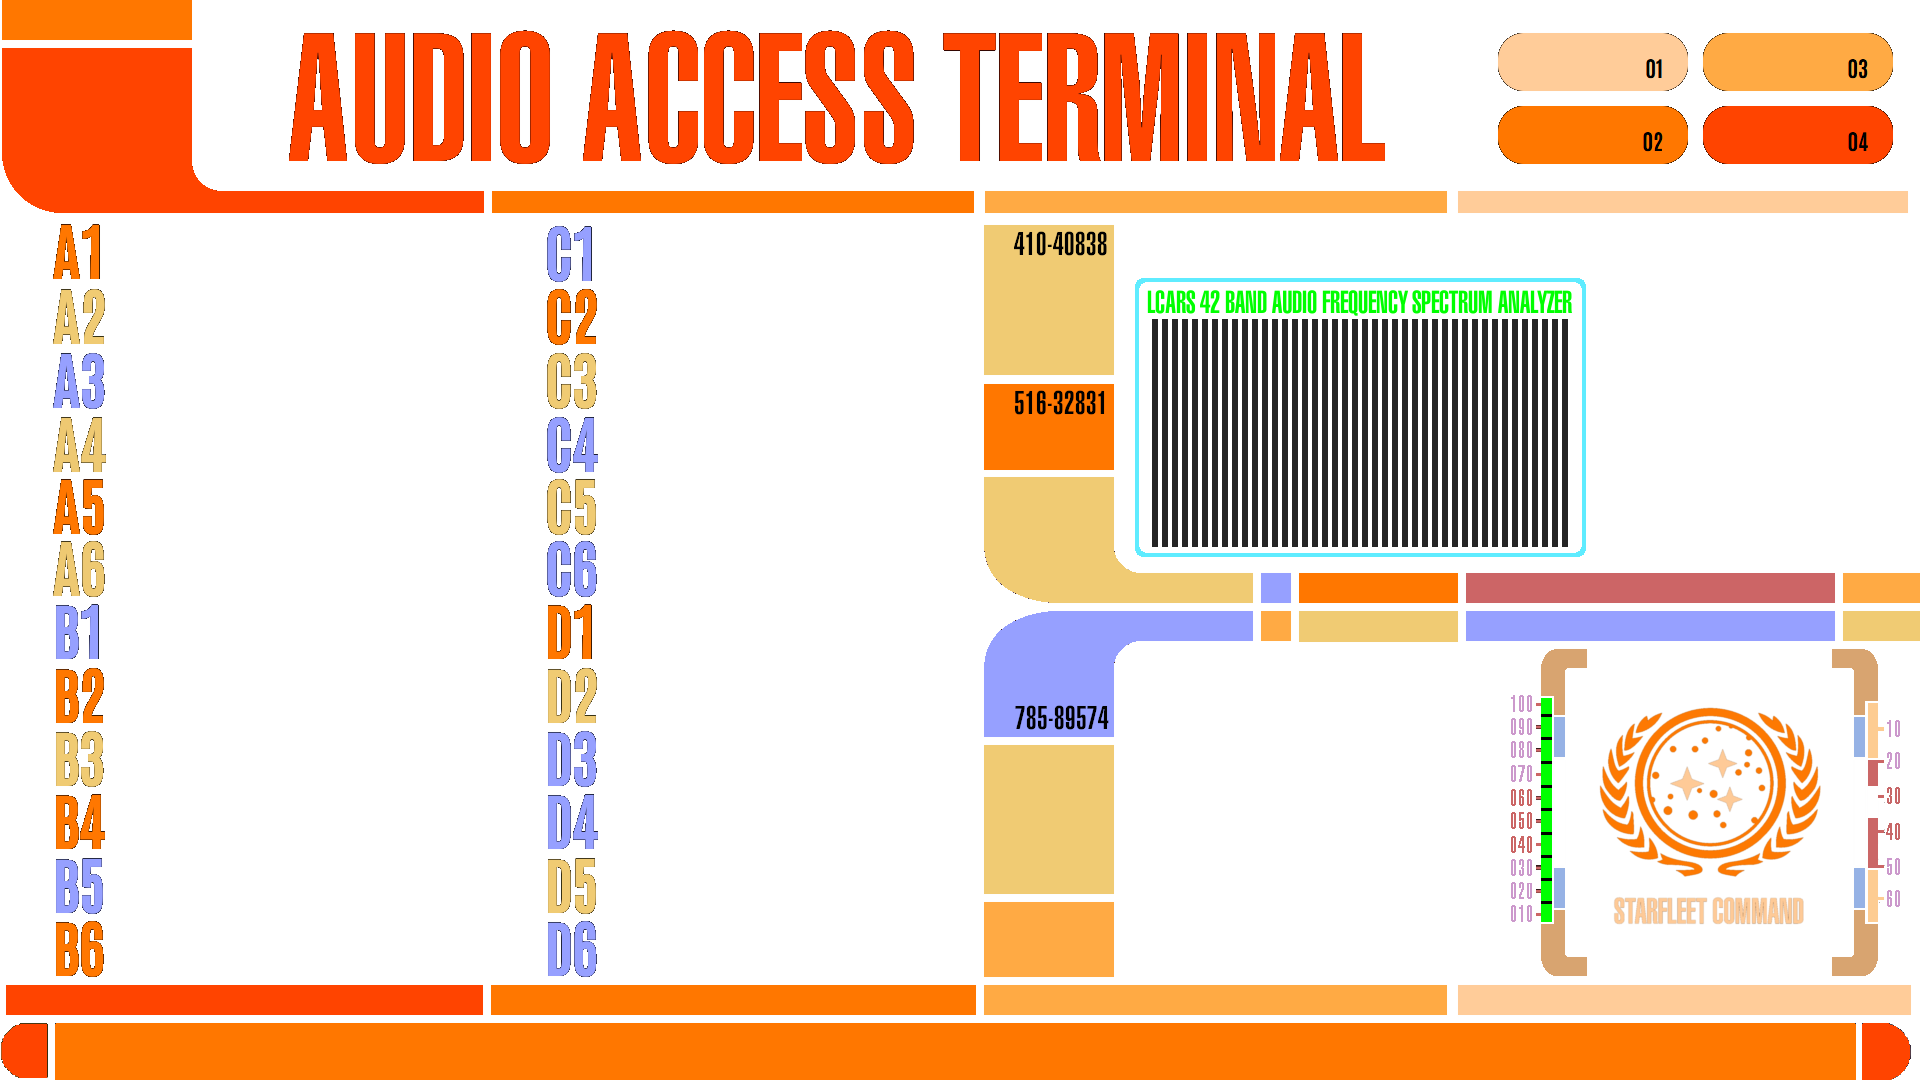 AUDIO ACCESS TERMINAL
01
03
02
04
A1
A2
A3
A4
A5
A6
B1
B2
B3
B4
B5
B6
C1
C2
C3
C4
C5
C6
D1
D2
D3
D4
D5
D6
410-40838
516-32831
785-89574
LCARS 42 BAND AUDIO FREQUENCY SPECTRUM ANALYZER
100
090
080
070
060
050
040
030
020
010
STARFLEET COMMAND
10
20
30
40
50
60